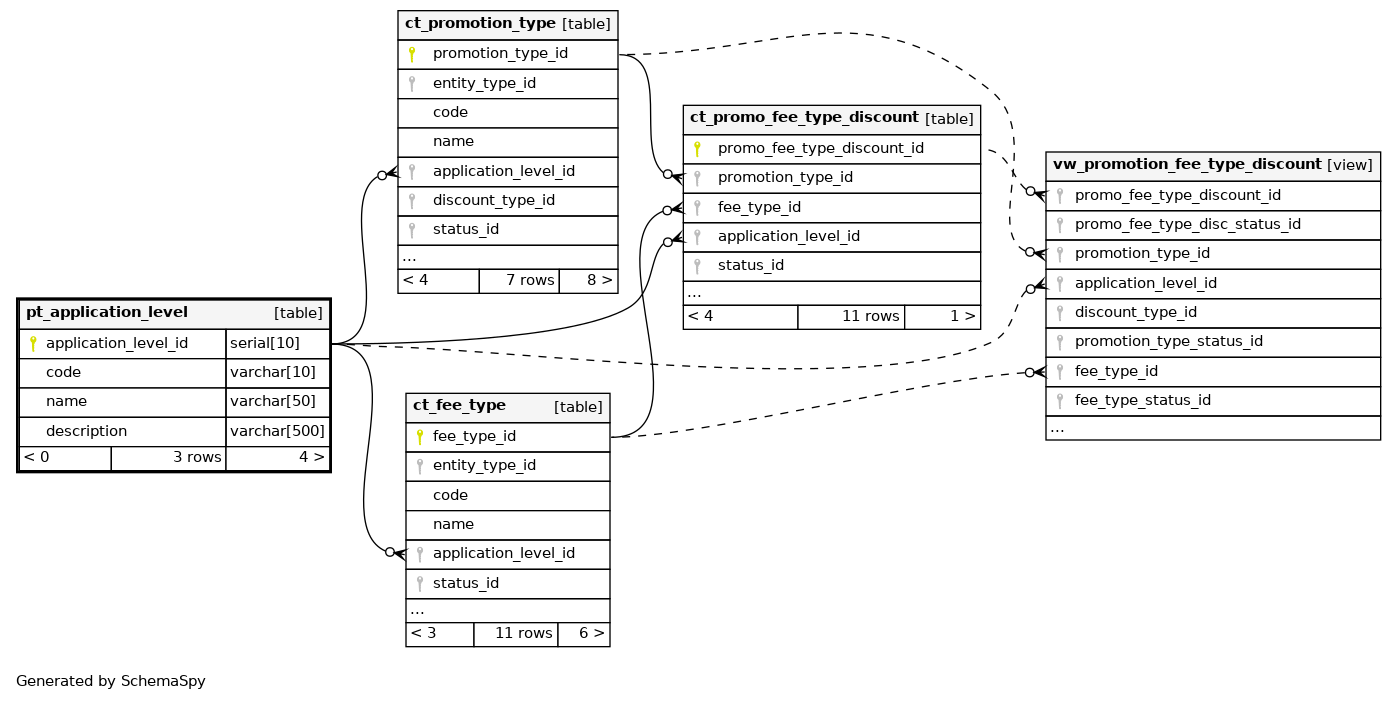 ct_promotion_type [table]
promotion_type_id
entity_type_id
code
name
application_level_id
discount_type_id
status_id
...
< 4 7 rows 8 >
ct_promo_fee_type_discount [table]
promo_fee_type_discount_id
promotion_type_id
fee_type_id
application_level_id
status_id
...
< 4 11 rows 1 >
vw_promotion_fee_type_discount [view]
promo_fee_type_discount_id
promo_fee_type_disc_status_id
promotion_type_id
application_level_id
discount_type_id
promotion_type_status_id
fee_type_id
fee_type_status_id
...
pt_application_level [table]
application_level_id serial[10]
code varchar[10]
name varchar[50]
description varchar[500]
< 0 3 rows 4 >
ct_fee_type [table]
fee_type_id
entity_type_id
code
name
application_level_id
status_id
...
< 3 11 rows 6 >
Generated by SchemaSpy